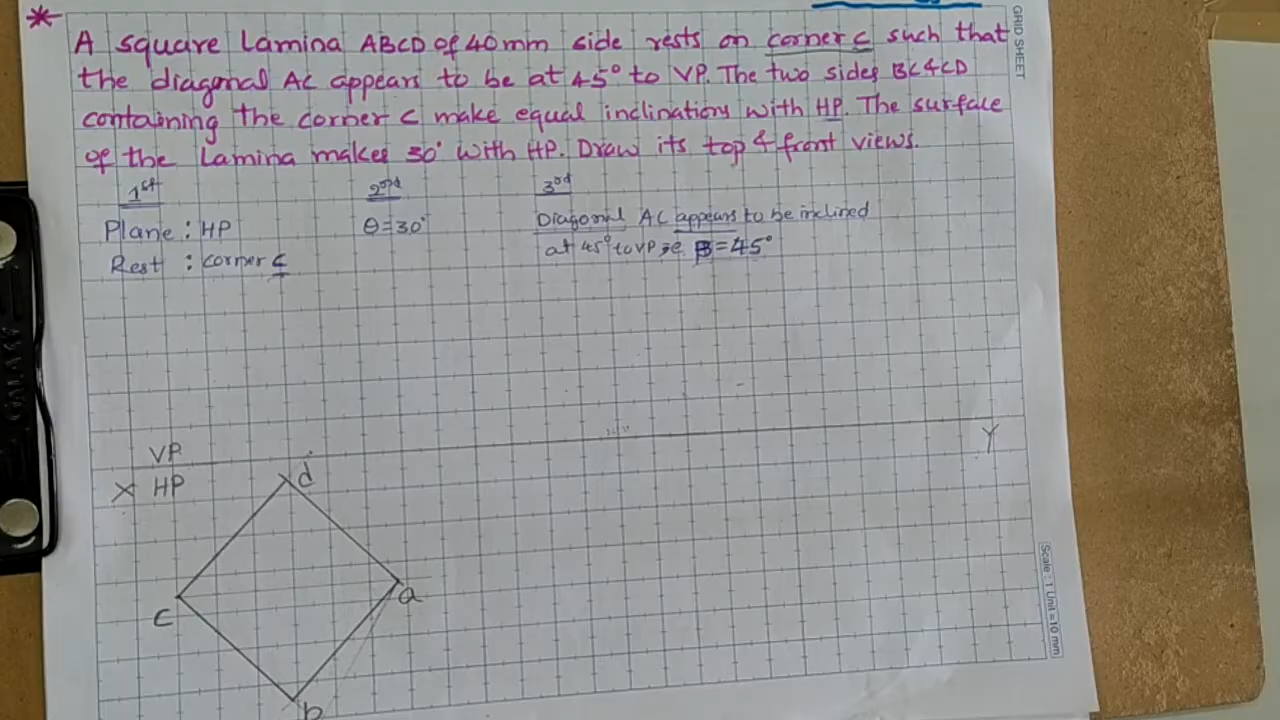 * A square Lamina ABCD of 40mm side rests on corner c such that
the diagonal AC appears to be at 45° to VP. The two sides BC & CD
containing the corner c make equal inclinations with HP. The surface
of the Lamina makes 30° with HP. Draw its top & front views.
1st 2nd 3rd
Plane : HP θ=30° Diagonal AC appears to be inclined
Rest : corner c at 45° to VP ie β=45°
GRID SHEET
VP
X HP
Y
d
c
a
b
Scale : 1 Unit = 10 mm